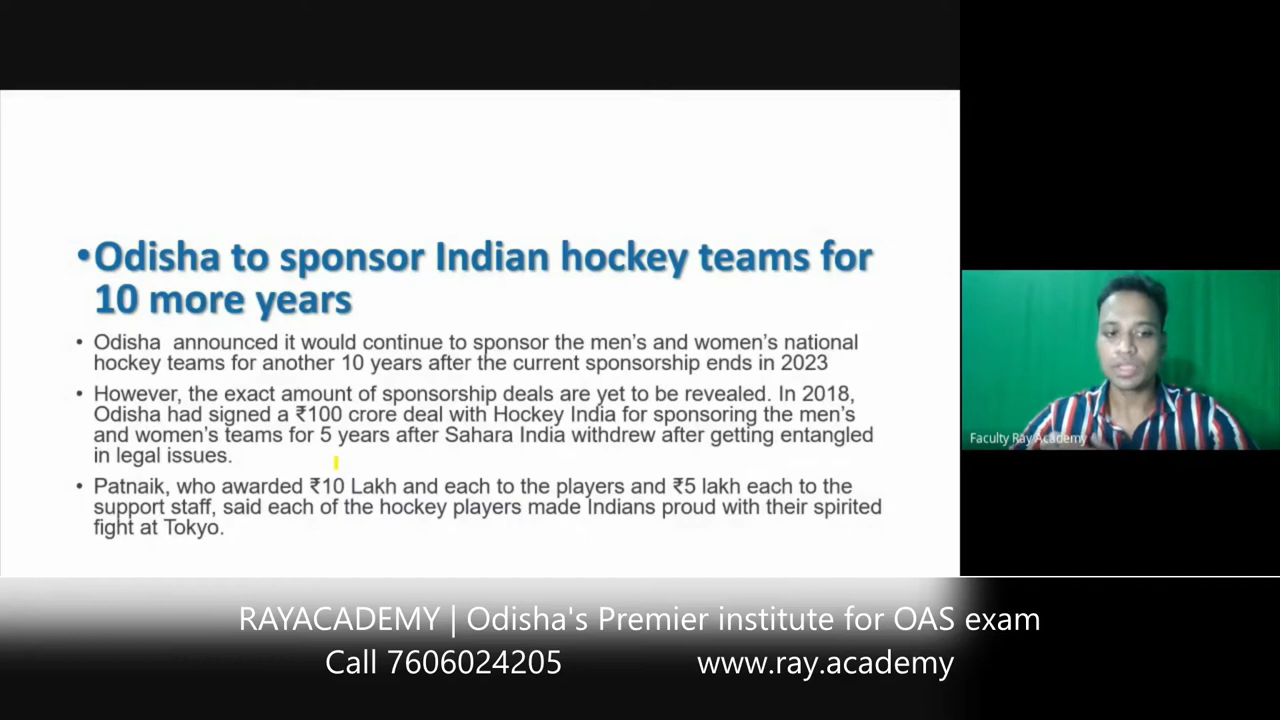 •Odisha to sponsor Indian hockey teams for
10 more years
• Odisha announced it would continue to sponsor the men's and women's national
hockey teams for another 10 years after the current sponsorship ends in 2023
• However, the exact amount of sponsorship deals are yet to be revealed. In 2018,
Odisha had signed a ₹100 crore deal with Hockey India for sponsoring the men's
and women's teams for 5 years after Sahara India withdrew after getting entangled
in legal issues.
• Patnaik, who awarded ₹10 Lakh and each to the players and ₹5 lakh each to the
support staff, said each of the hockey players made Indians proud with their spirited
fight at Tokyo.
Faculty Ray Academy
RAYACADEMY | Odisha's Premier institute for OAS exam
Call 7606024205 www.ray.academy